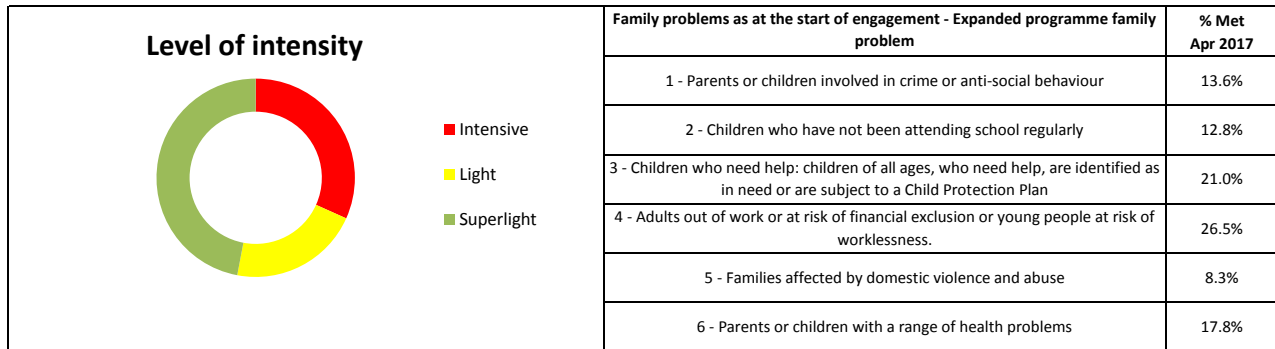 Level of intensity
Intensive
Light
Superlight
Family problems as at the start of engagement - Expanded programme family
problem
% Met
Apr 2017
1 - Parents or children involved in crime or anti-social behaviour
13.6%
2 - Children who have not been attending school regularly
12.8%
3 - Children who need help: children of all ages, who need help, are identified as
in need or are subject to a Child Protection Plan
21.0%
4 - Adults out of work or at risk of financial exclusion or young people at risk of
worklessness.
26.5%
5 - Families affected by domestic violence and abuse
8.3%
6 - Parents or children with a range of health problems
17.8%